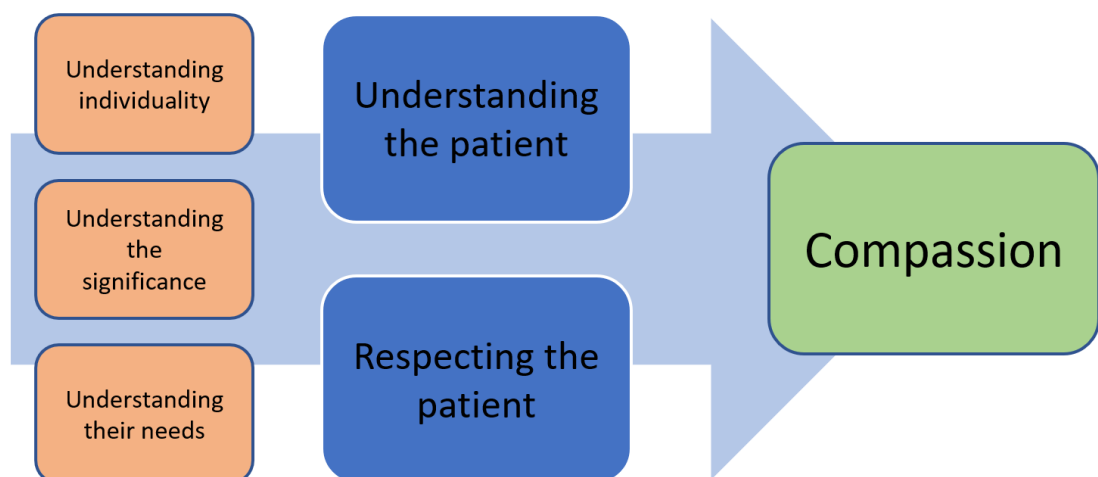 Understanding
individuality
Understanding
the
significance
Understanding
their needs
Understanding
the patient
Respecting the
patient
Compassion